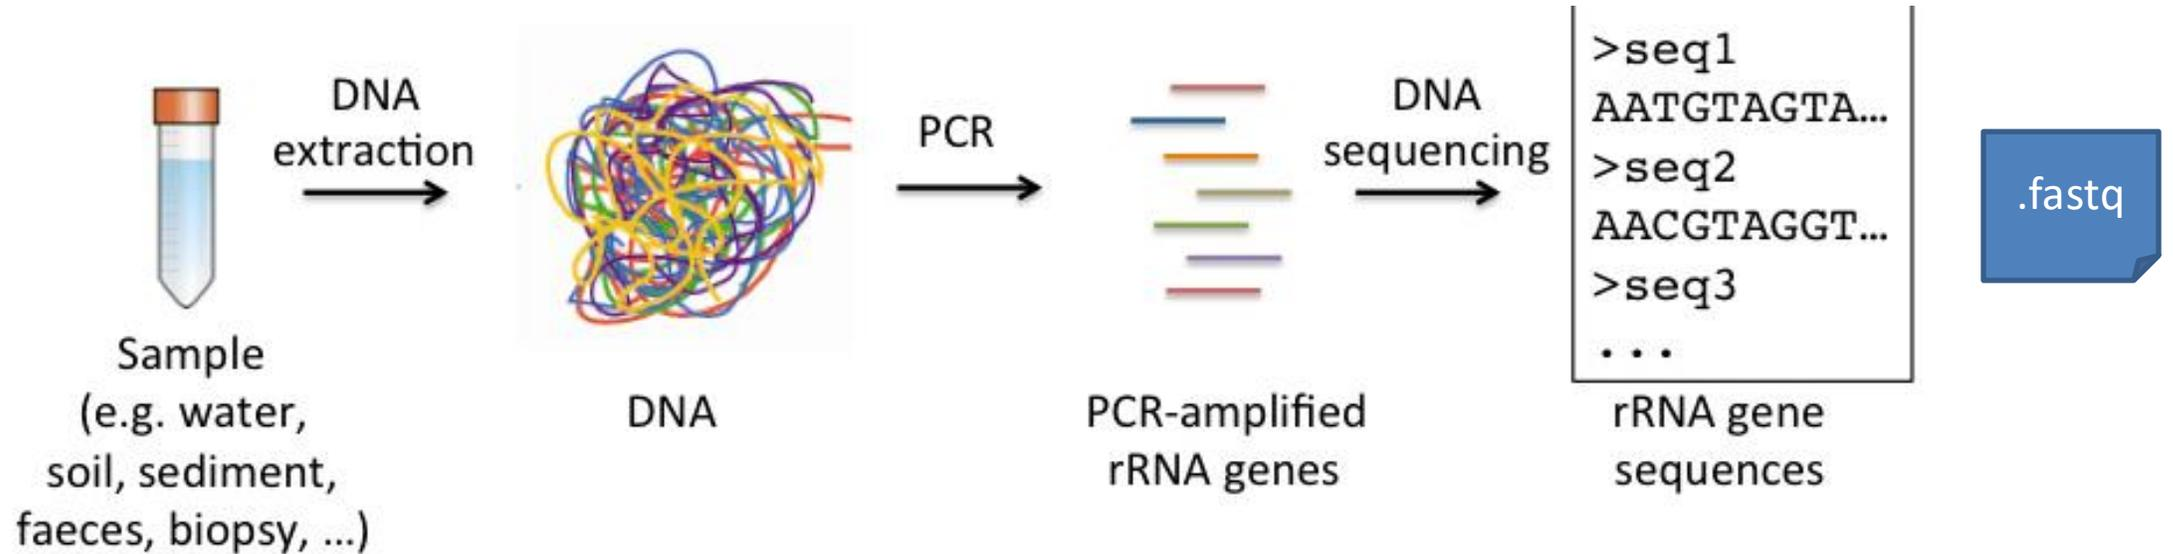 DNA
extraction
PCR
DNA
sequencing
>seq1
AATGTAGTA...
>seq2
AACGTAGGT...
>seq3
...
.fastq
Sample
(e.g. water,
soil, sediment,
faeces, biopsy, ...)
DNA
PCR-amplified
rRNA genes
rRNA gene
sequences